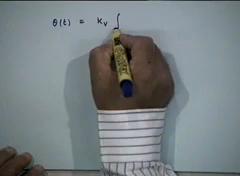 θ(t) = Kv ∫